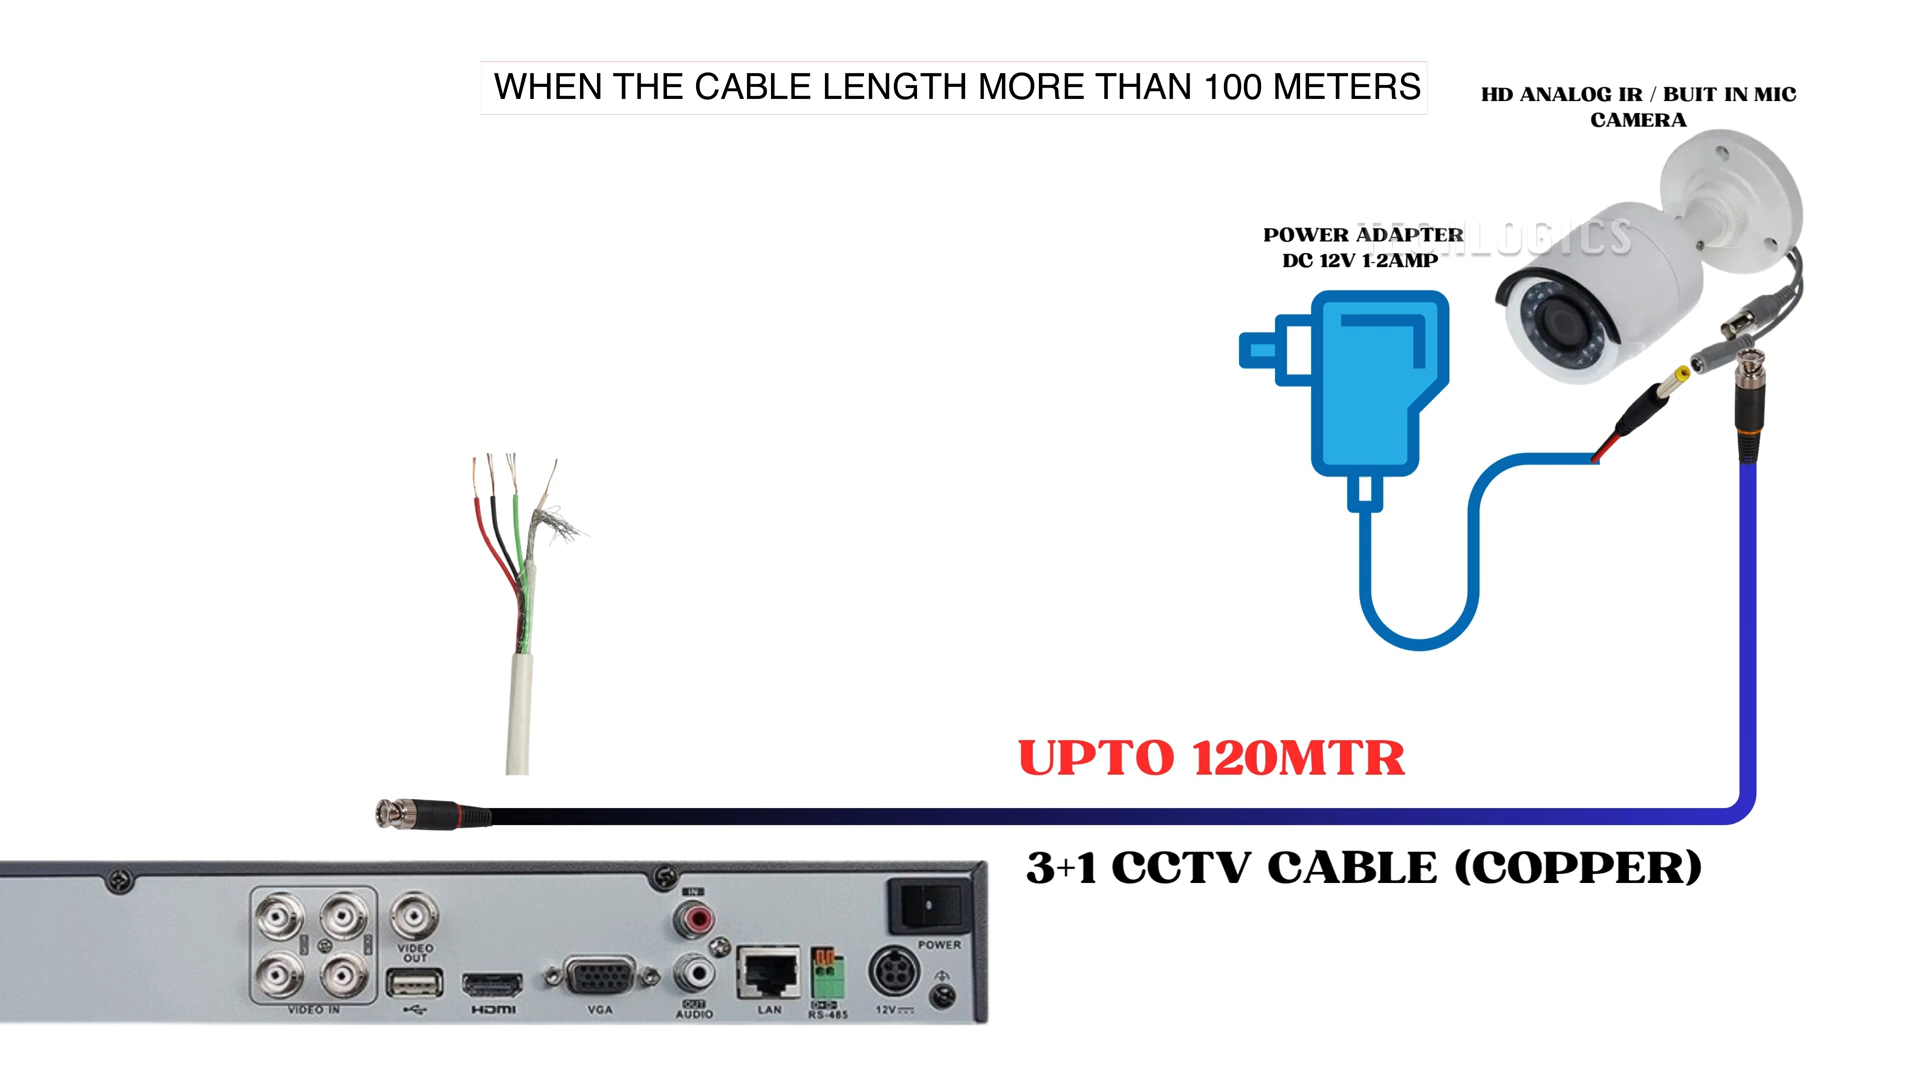 WHEN THE CABLE LENGTH MORE THAN 100 METERS
HD ANALOG IR / BUIT IN MIC
CAMERA
TECHLOGICS
POWER ADAPTER
DC 12V 1-2AMP
UPTO 120MTR
3+1 CCTV CABLE (COPPER)
IN
POWER
VIDEO
OUT
VIDEO IN
HDMI
VGA
OUT
AUDIO
LAN
D+ D-
RS-485
12V